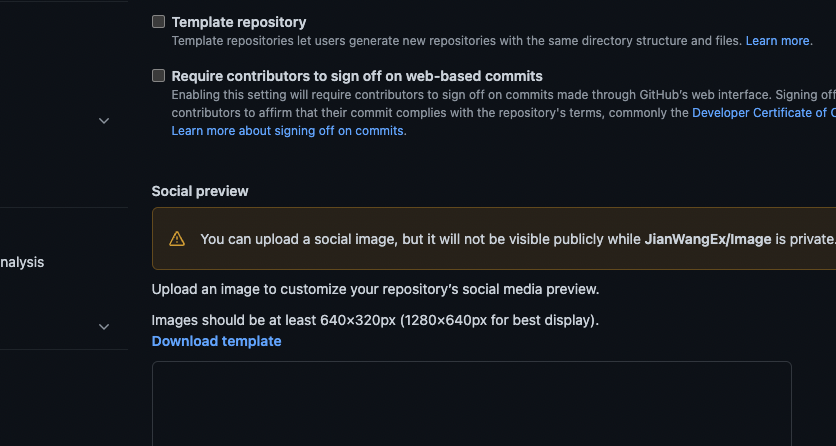 Template repository
Template repositories let users generate new repositories with the same directory structure and files. Learn more.
Require contributors to sign off on web-based commits
Enabling this setting will require contributors to sign off on commits made through GitHub's web interface. Signing off
contributors to affirm that their commit complies with the repository's terms, commonly the Developer Certificate of
Learn more about signing off on commits.
Social preview
You can upload a social image, but it will not be visible publicly while JianWangEx/Image is private.
nalysis
Upload an image to customize your repository's social media preview.
Images should be at least 640×320px (1280×640px for best display).
Download template